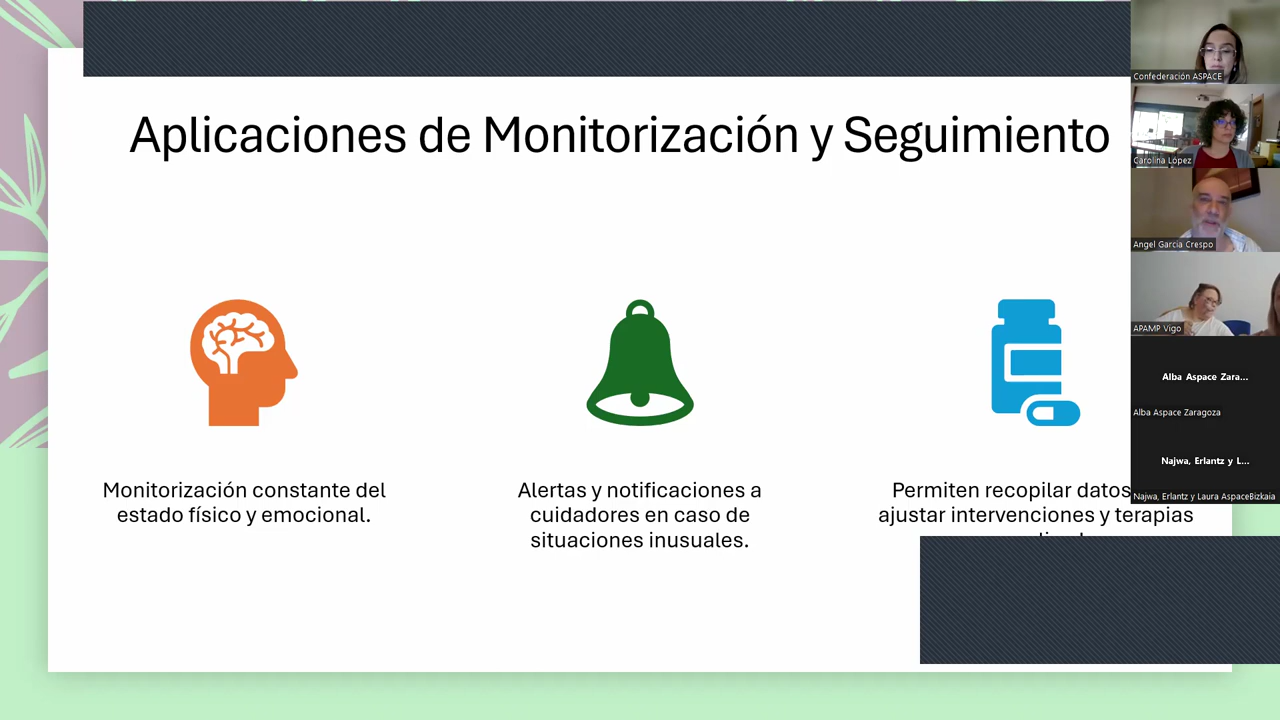 Aplicaciones de Monitorización y Seguimiento
Monitorización constante del
estado físico y emocional.
Alertas y notificaciones a
cuidadores en caso de
situaciones inusuales.
Permiten recopilar datos
ajustar intervenciones y terapias
Confederación ASPACE
Carolina López
Angel García Crespo
APAMP Vigo
Alba Aspace Zara...
Alba Aspace Zaragoza
Najwa, Erlantz y L...
Najwa, Erlantz y Laura AspaceBizkaia